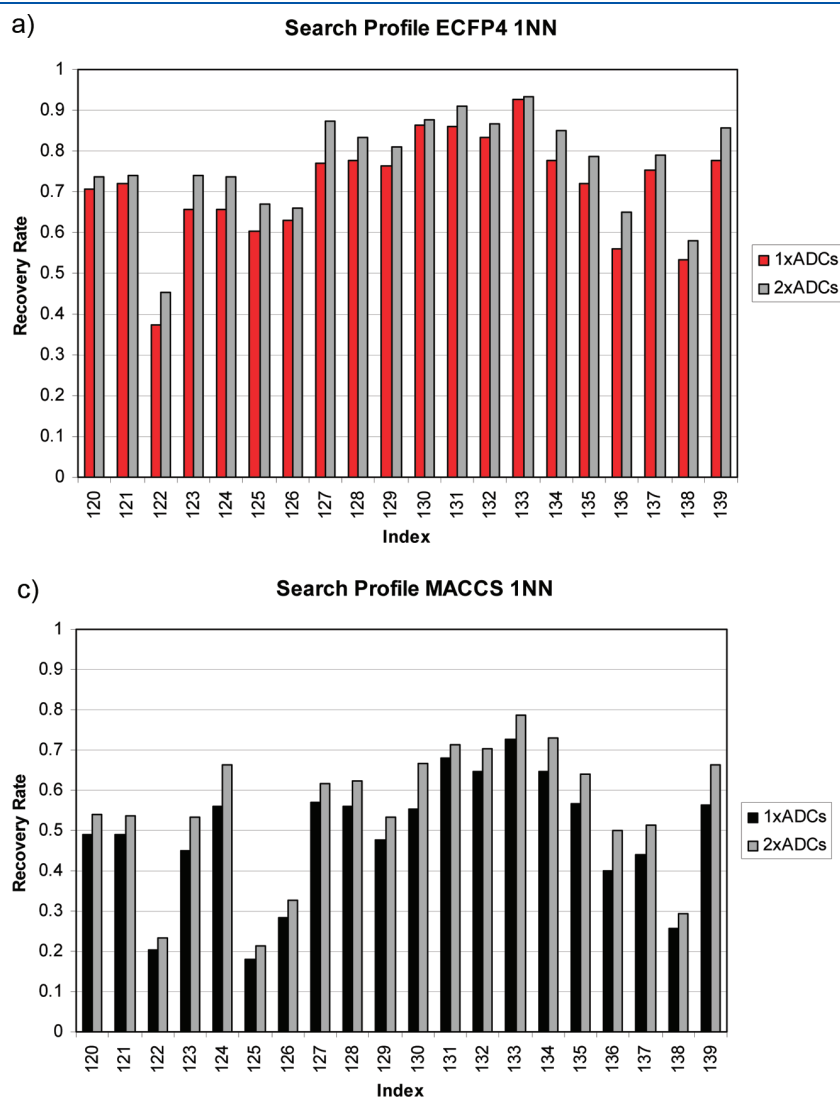 a)
Search Profile ECFP4 1NN
1
0.9
0.8
0.7
0.6
0.5
0.4
0.3
0.2
0.1
0
Recovery Rate
120 121 122 123 124 125 126 127 128 129 130 131 132 133 134 135 136 137 138 139
Index
1xADCs
2xADCs
c)
Search Profile MACCS 1NN
1
0.9
0.8
0.7
0.6
0.5
0.4
0.3
0.2
0.1
0
Recovery Rate
120 121 122 123 124 125 126 127 128 129 130 131 132 133 134 135 136 137 138 139
Index
1xADCs
2xADCs